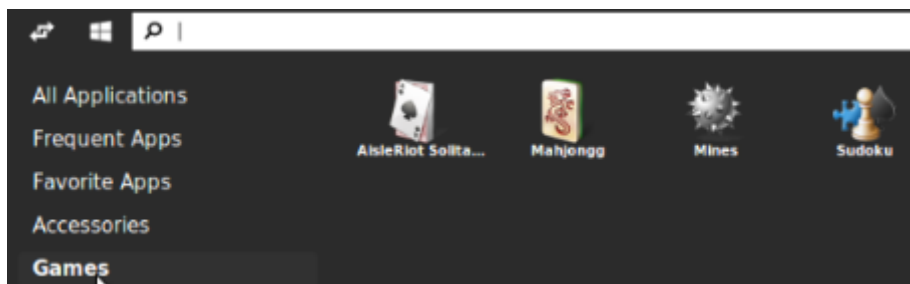 All Applications
Frequent Apps
Favorite Apps
Accessories
Games
AisleRiot Solita...
Mahjongg
Mines
Sudoku